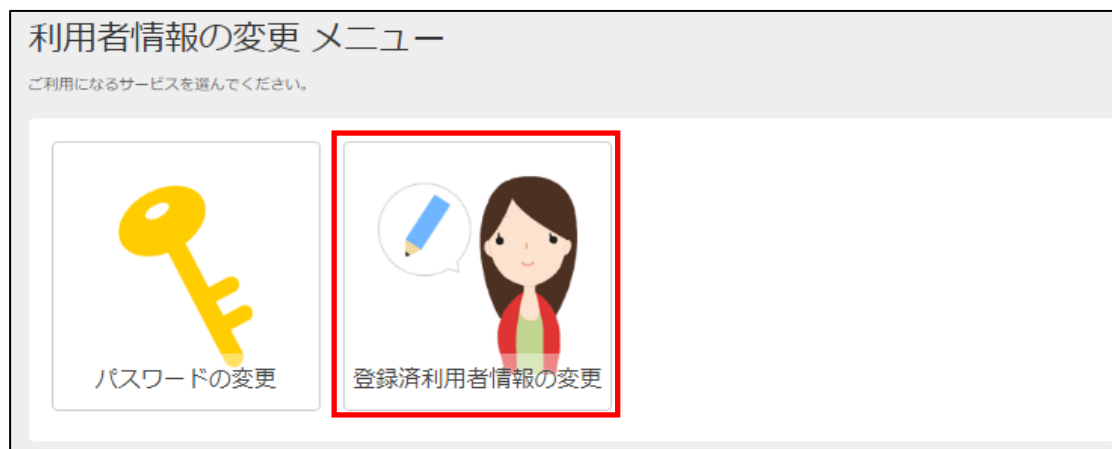 利用者情報の変更 メニュー
ご利用になるサービスを選んでください。
パスワードの変更
登録済利用者情報の変更